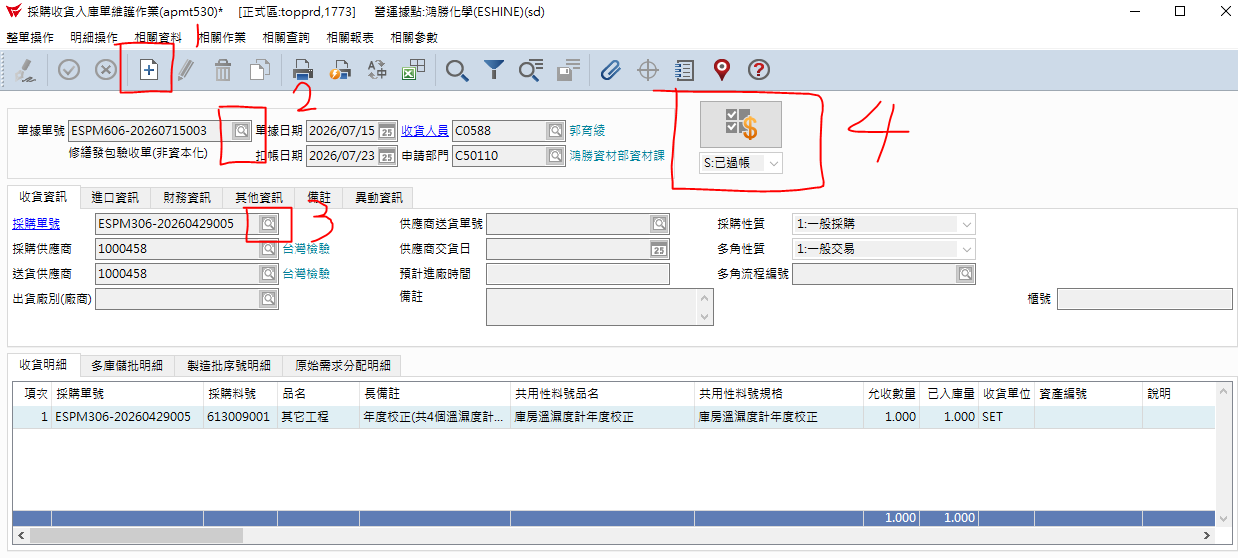 採購收貨入庫單維護作業(apmt530)* [正式區:topprd,1773] 營運據點:鴻勝化學(ESHINE)(sd)
整單操作 明細操作 相關資料 相關作業 相關查詢 相關報表 相關參數
1
2
單據單號 ESPM606-20260715003 單據日期 2026/07/15 25 收貨人員 C0588 郭育綾
修繕發包驗收單(非資本化) 扣帳日期 2026/07/23 25 申請部門 C50110 鴻勝資材部資材課 S:已過帳
4
收貨資訊 進口資訊 財務資訊 其他資訊 備註 異動資訊
3
採購單號 ESPM306-20260429005 供應商送貨單號 採購性質 1:一般採購
採購供應商 1000458 台灣檢驗 供應商交貨日 25 多角性質 1:一般交易
送貨供應商 1000458 台灣檢驗 預計進廠時間 多角流程編號
出貨廠別(廠商) 備註 櫃號
收貨明細 多庫儲批明細 製造批序號明細 原始需求分配明細
項次 採購單號 採購料號 品名 長備註 共用性料號品名 共用性料號規格 允收數量 已入庫量 收貨單位 資產編號 說明
1 ESPM306-20260429005 613009001 其它工程 年度校正(共4個溫濕度計... 庫房溫濕度計年度校正 庫房溫濕度計年度校正 1.000 1.000 SET
1.000 1.000